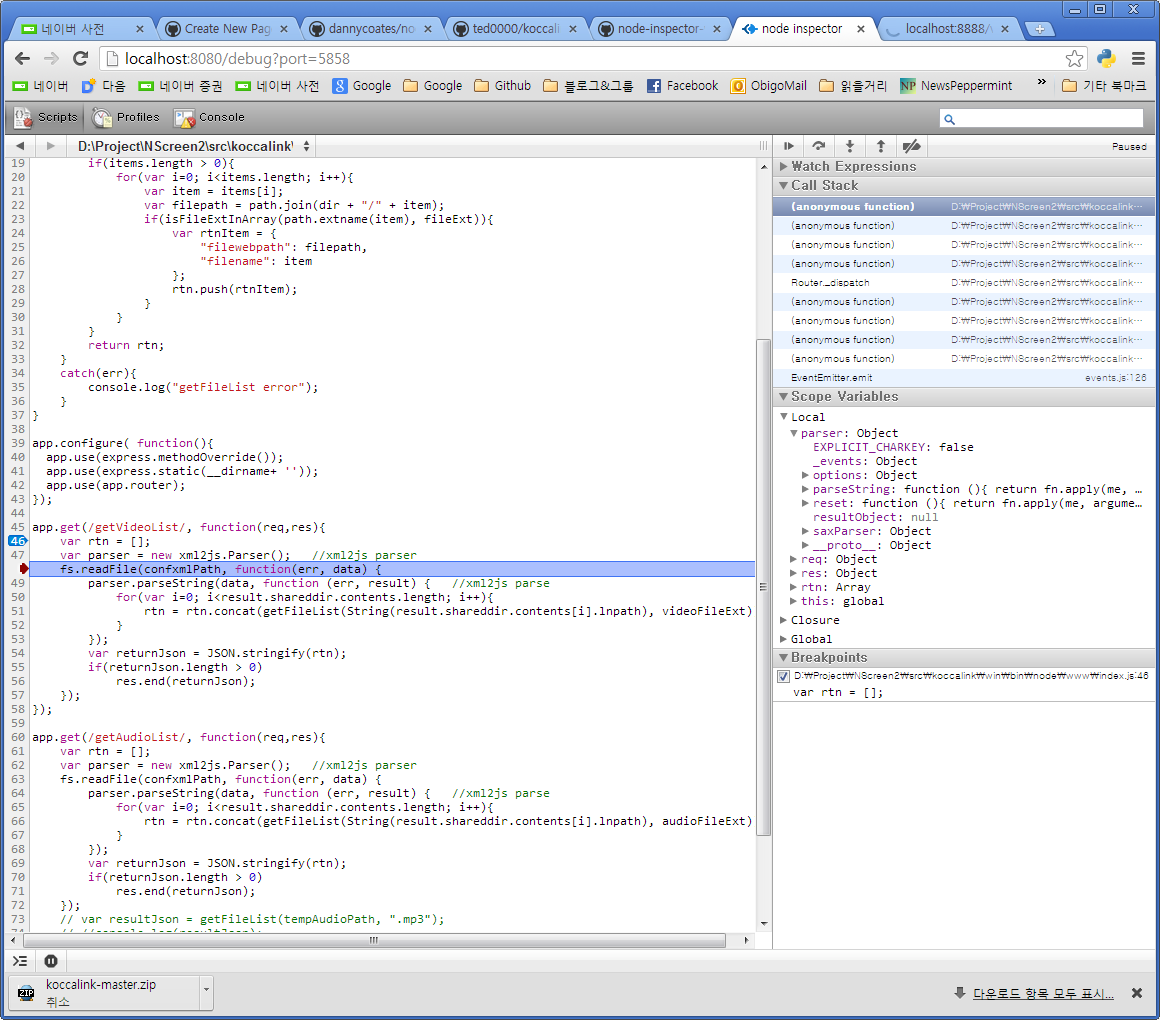 네이버 사전
Create New Pag
dannycoates/no
ted0000/koccali
node-inspector-
node inspector
localhost:8888/
localhost:8080/debug?port=5858
네이버
다음
네이버 증권
네이버 사전
Google
Google
Github
블로그&그룹
Facebook
ObigoMail
읽을거리
NewsPeppermint
»
기타 북마크
Scripts
Profiles
Console
D:\Project\NScreen2\src\koccalink\
Paused
19 if(items.length > 0){
20 for(var i=0; i<items.length; i++){
21 var item = items[i];
22 var filepath = path.join(dir + "/" + item);
23 if(isFileExtInArray(path.extname(item), fileExt)){
24 var rtnItem = {
25 "filewebpath": filepath,
26 "filename": item
27 };
28 rtn.push(rtnItem);
29 }
30 }
31 }
32 return rtn;
33 }
34 catch(err){
35 console.log("getFileList error");
36 }
37 }
38
39 app.configure( function(){
40 app.use(express.methodOverride());
41 app.use(express.static(__dirname+ ''));
42 app.use(app.router);
43 });
44
45 app.get(/getVideoList/, function(req,res){
46 var rtn = [];
47 var parser = new xml2js.Parser(); //xml2js parser
fs.readFile(confxmlPath, function(err, data) {
49 parser.parseString(data, function (err, result) { //xml2js parse
50 for(var i=0; i<result.shareddir.contents.length; i++){
51 rtn = rtn.concat(getFileList(String(result.shareddir.contents[i].lnpath), videoFileExt)
52 }
53 });
54 var returnJson = JSON.stringify(rtn);
55 if(returnJson.length > 0)
56 res.end(returnJson);
57 });
58 });
59
60 app.get(/getAudioList/, function(req,res){
61 var rtn = [];
62 var parser = new xml2js.Parser(); //xml2js parser
63 fs.readFile(confxmlPath, function(err, data) {
64 parser.parseString(data, function (err, result) { //xml2js parse
65 for(var i=0; i<result.shareddir.contents.length; i++){
66 rtn = rtn.concat(getFileList(String(result.shareddir.contents[i].lnpath), audioFileExt)
67 }
68 });
69 var returnJson = JSON.stringify(rtn);
70 if(returnJson.length > 0)
71 res.end(returnJson);
72 });
73 // var resultJson = getFileList(tempAudioPath, ".mp3");
Watch Expressions
Call Stack
(anonymous function) D:₩Project₩NScreen2₩src₩koccalink…
(anonymous function) D:₩Project₩NScreen2₩src₩koccalink…
(anonymous function) D:₩Project₩NScreen2₩src₩koccalink…
(anonymous function) D:₩Project₩NScreen2₩src₩koccalink…
Router._dispatch D:₩Project₩NScreen2₩src₩koccalink…
(anonymous function) D:₩Project₩NScreen2₩src₩koccalink…
(anonymous function) D:₩Project₩NScreen2₩src₩koccalink…
(anonymous function) D:₩Project₩NScreen2₩src₩koccalink…
(anonymous function) D:₩Project₩NScreen2₩src₩koccalink…
EventEmitter.emit events.js:126
Scope Variables
Local
parser: Object
EXPLICIT_CHARKEY: false
_events: Object
options: Object
parseString: function (){ return fn.apply(me, …
reset: function (){ return fn.apply(me, argume…
resultObject: null
saxParser: Object
__proto__: Object
req: Object
res: Object
rtn: Array
this: global
Closure
Global
Breakpoints
D:₩Project₩NScreen2₩src₩koccalink₩win₩bin₩node₩www₩index.js:46
var rtn = [];
koccalink-master.zip
취소
다운로드 항목 모두 표시...